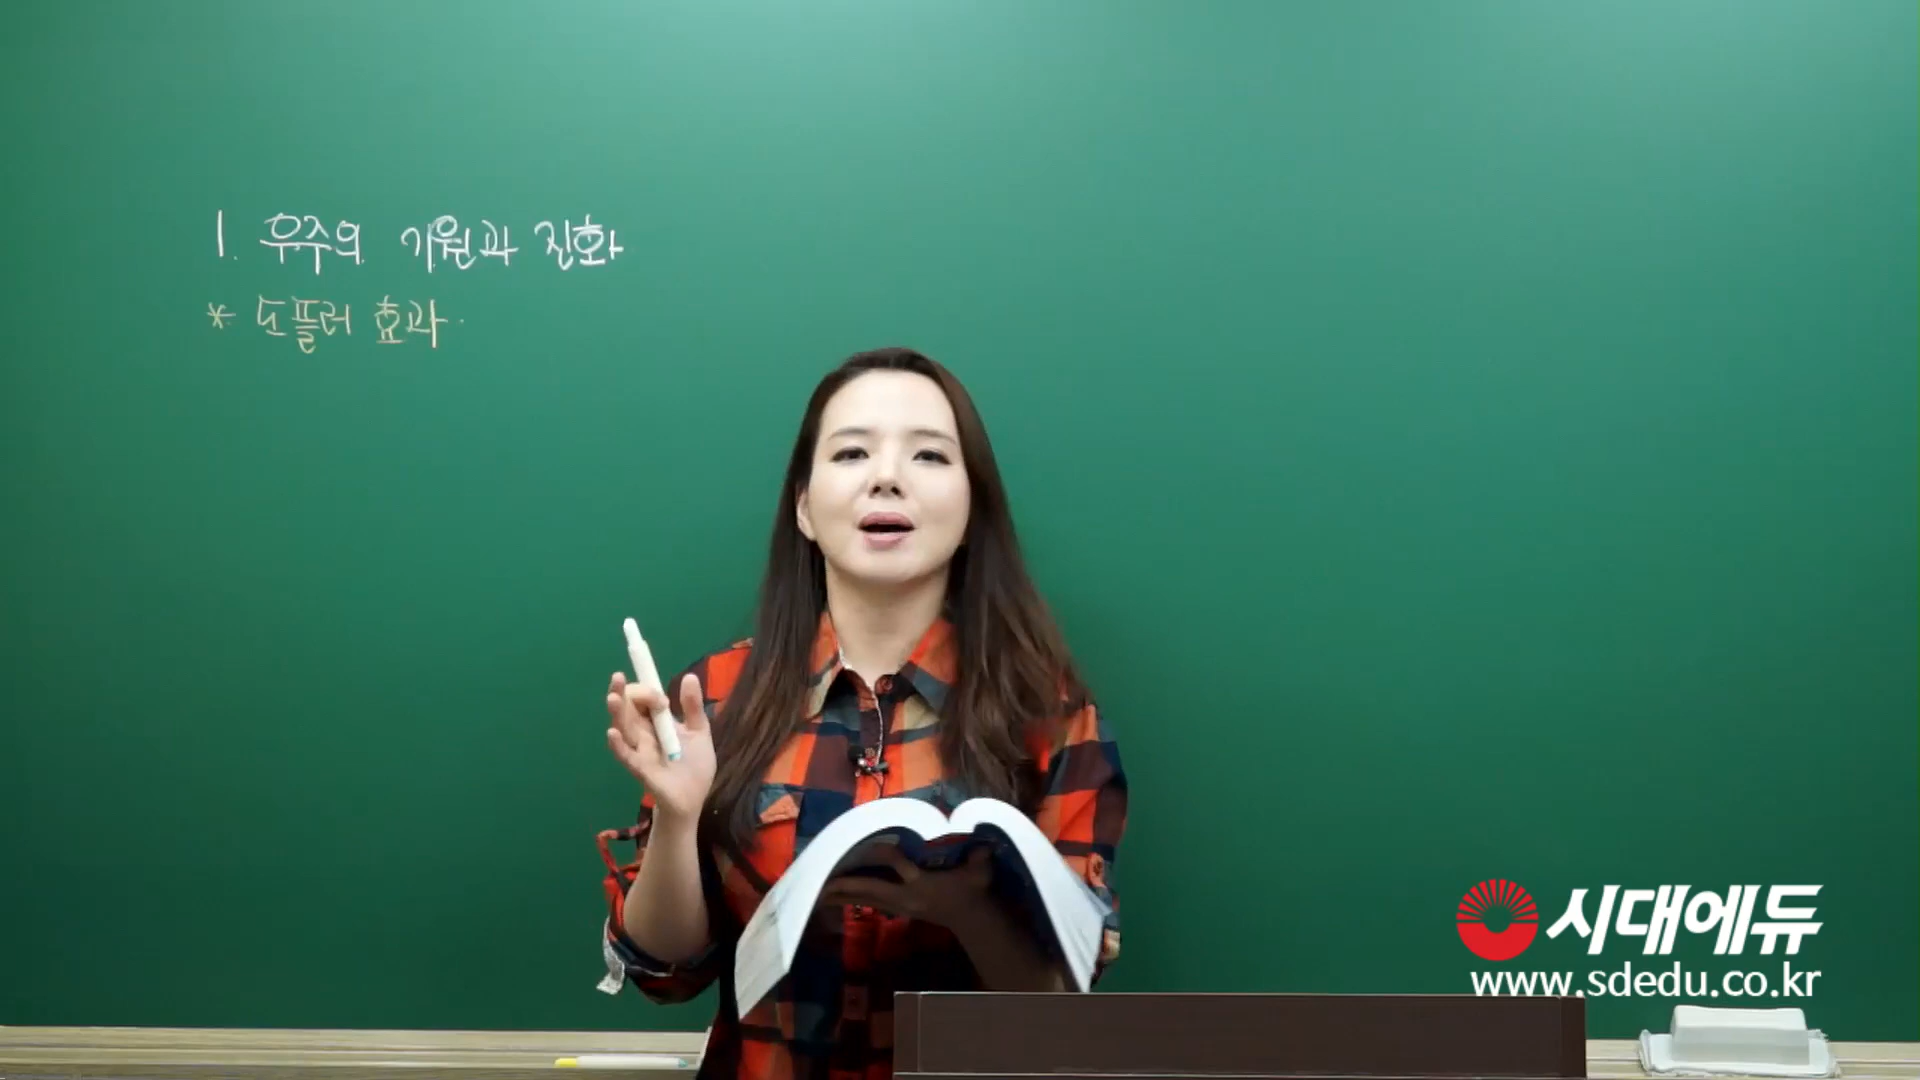 1. 우주의 기원과 진화
* 도플러 효과
시대에듀
www.sdedu.co.kr